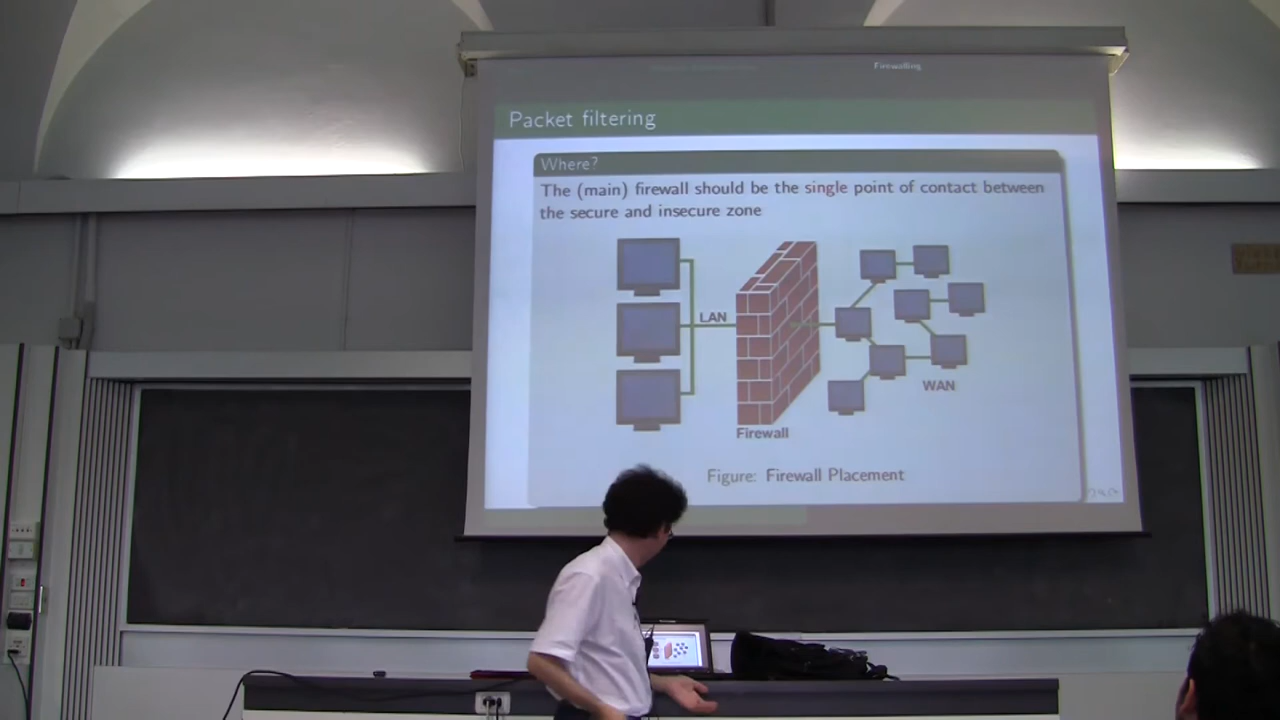 Firewalling
Packet filtering
Where?
The (main) firewall should be the single point of contact between
the secure and insecure zone
LAN
WAN
Firewall
Figure: Firewall Placement